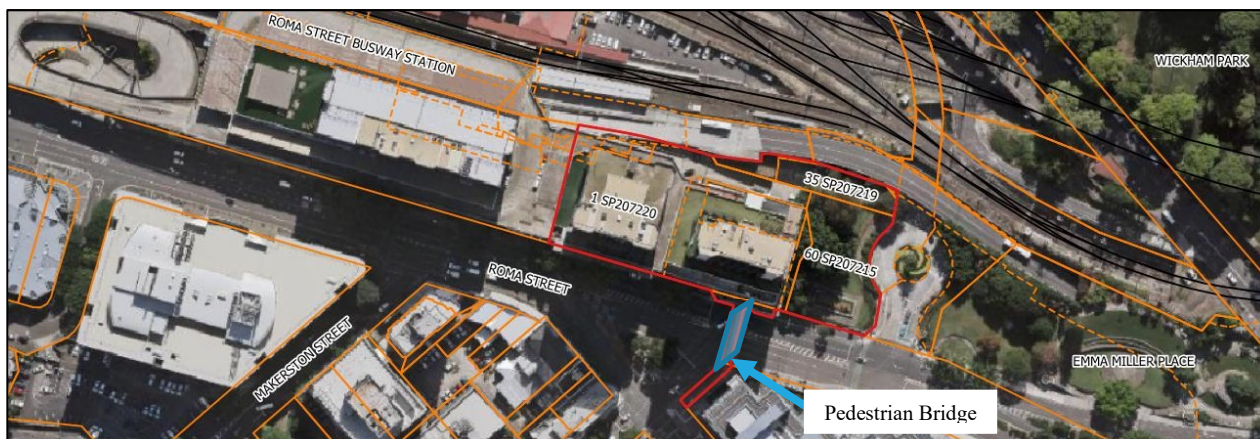 ROMA STREET BUSWAY STATION
WICKHAM PARK
35 SP207219
1 SP207220
60 SP207215
ROMA STREET
MAKERSTON STREET
EMMA MILLER PLACE
Pedestrian Bridge